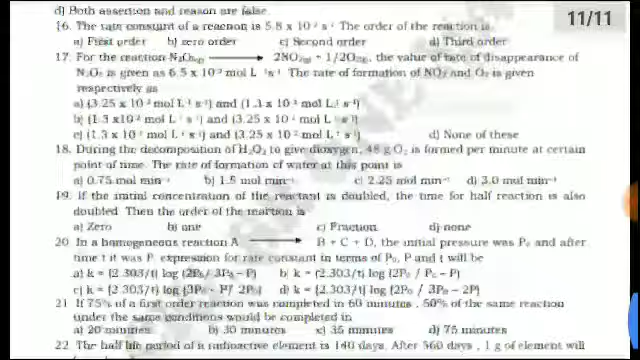 d) Both assertion and reason are false
11/11
16. The rate constant of a reaction is 5.8 x 10⁻² s⁻¹ The order of the reaction is
a) First order b) zero order c) Second order d) Third order
17. For the reaction N₂O₅(g) ⟶ 2NO₂(g) + 1/2O₂(g), the value of rate of disappearance of
N₂O₅ is given as 6.5 x 10⁻² mol L⁻¹s⁻¹ The rate of formation of NO₂ and O₂ is given
respectively as
a) (3.25 x 10⁻² mol L⁻¹ s⁻¹) and (1.3 x 10⁻² mol L⁻¹ s⁻¹)
b) (1.3 x10⁻² mol L⁻¹ s⁻¹) and (3.25 x 10⁻² mol L⁻¹ s⁻¹)
c) (1.3 x 10⁻¹ mol L⁻¹ s⁻¹) and (3.25 x 10⁻² mol L⁻¹ s⁻¹) d) None of these
18. During the decomposition of H₂O₂ to give dioxygen, 48 g O₂ is formed per minute at certain
point of time. The rate of formation of water at this point is
a) 0.75 mol min⁻¹ b) 1.5 mol min⁻¹ c) 2.25 mol min⁻¹ d) 3.0 mol min⁻¹
19. If the initial concentration of the reactant is doubled, the time for half reaction is also
doubled. Then the order of the reaction is
a) Zero b) one c) Fraction d) none
20 In a homogeneous reaction A ⟶ B + C + D, the initial pressure was P₀ and after
time t it was P. expression for rate constant in terms of P₀, P and t will be
a) k = (2.303/t) log (2P₀/ 3P₀ – P) b) k = (2.303/t) log (2P₀ / P₀ – P)
c) k = (2.303/t) log (3P₀ – P/ 2P₀) d) k = (2.303/t) log (2P₀ / 3P₀ – 2P)
21 If 75% of a first order reaction was completed in 60 minutes, 50% of the same reaction
under the same conditions would be completed in
a) 20 minutes b) 30 minutes c) 35 minutes d) 75 minutes
22 The half life period of a radioactive element is 140 days. After 560 days, 1 g of element will